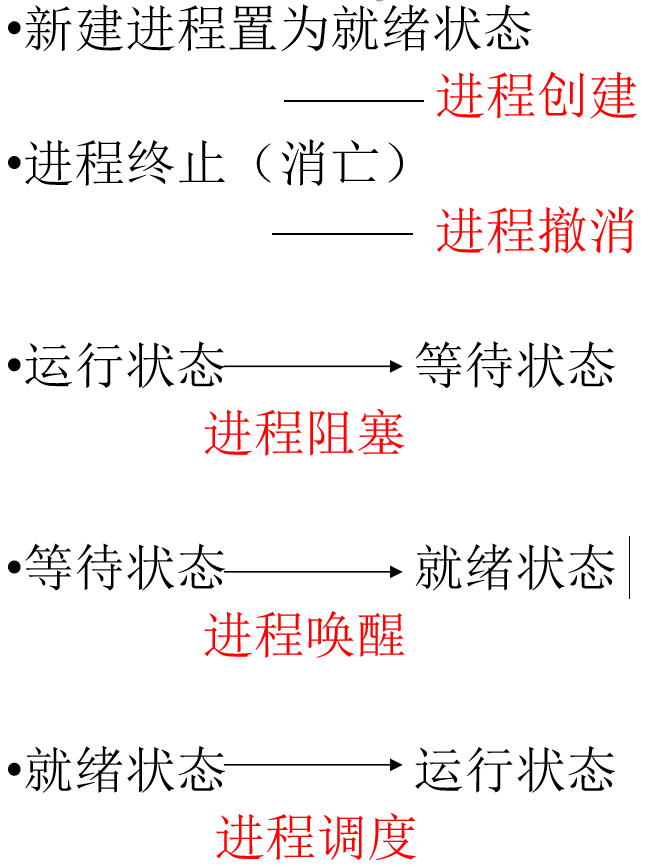 •新建进程置为就绪状态
进程创建
•进程终止（消亡）
进程撤消
•运行状态 等待状态
进程阻塞
•等待状态 就绪状态
进程唤醒
•就绪状态 运行状态
进程调度